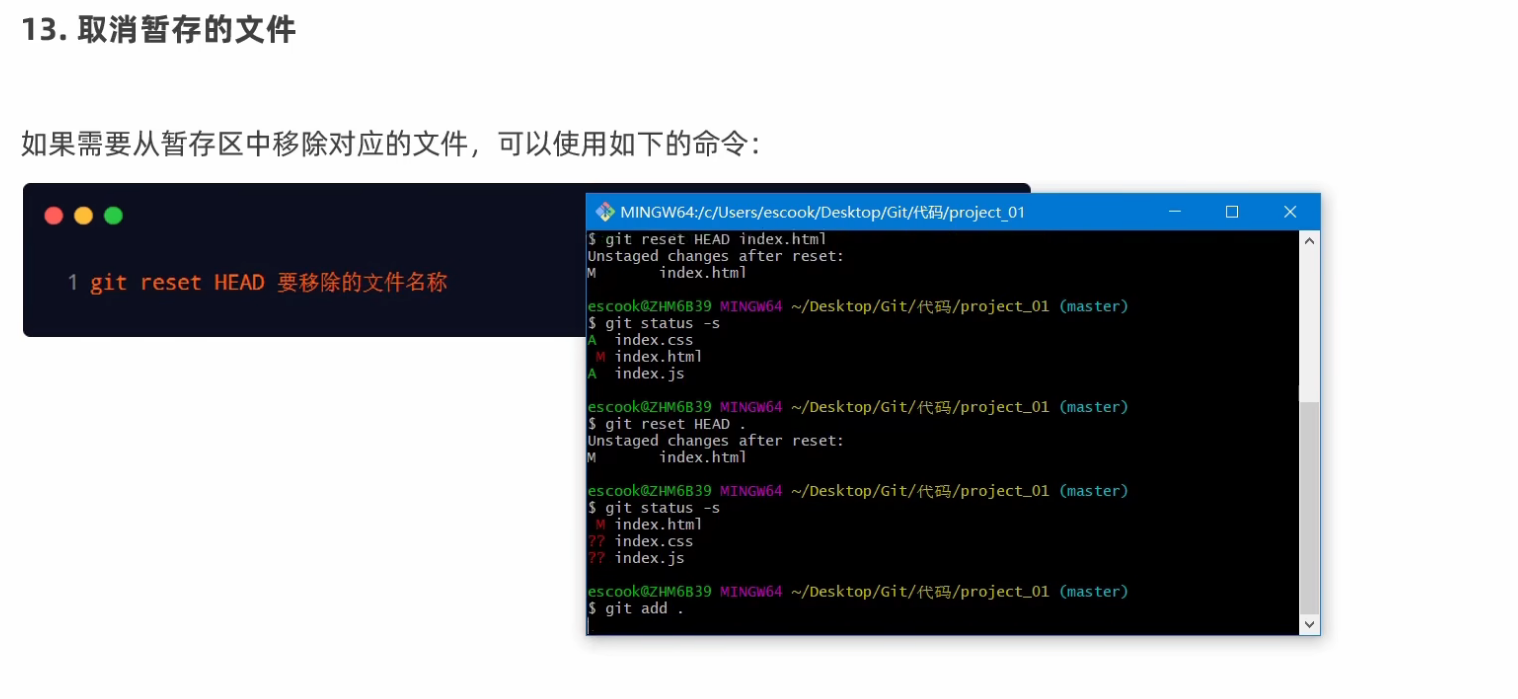 13. 取消暂存的文件
如果需要从暂存区中移除对应的文件，可以使用如下的命令：
1 git reset HEAD 要移除的文件名称
MINGW64:/c/Users/escook/Desktop/Git/代码/project_01
$ git reset HEAD index.html
Unstaged changes after reset:
M       index.html
escook@ZHM6B39 MINGW64 ~/Desktop/Git/代码/project_01 (master)
$ git status -s
A  index.css
 M index.html
A  index.js
escook@ZHM6B39 MINGW64 ~/Desktop/Git/代码/project_01 (master)
$ git reset HEAD .
Unstaged changes after reset:
M       index.html
escook@ZHM6B39 MINGW64 ~/Desktop/Git/代码/project_01 (master)
$ git status -s
 M index.html
?? index.css
?? index.js
escook@ZHM6B39 MINGW64 ~/Desktop/Git/代码/project_01 (master)
$ git add .